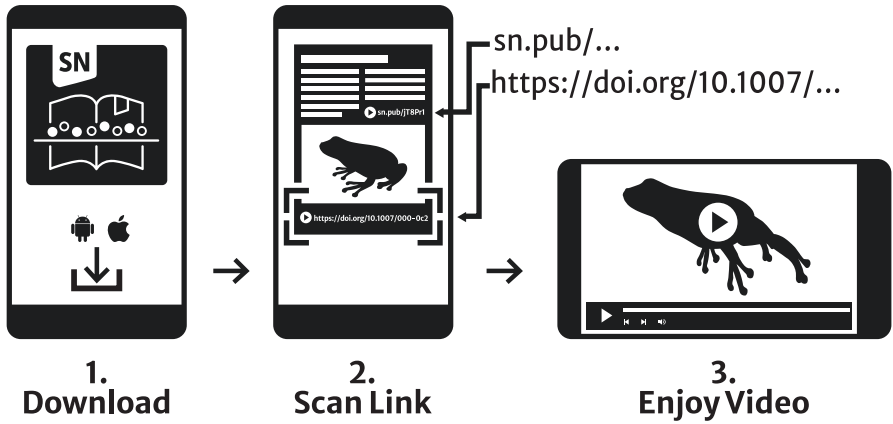 SN
sn.pub/...
https://doi.org/10.1007/...
sn.pub/jT8Pr1
https://doi.org/10.1007/000-0c2
1.
Download
2.
Scan Link
3.
Enjoy Video